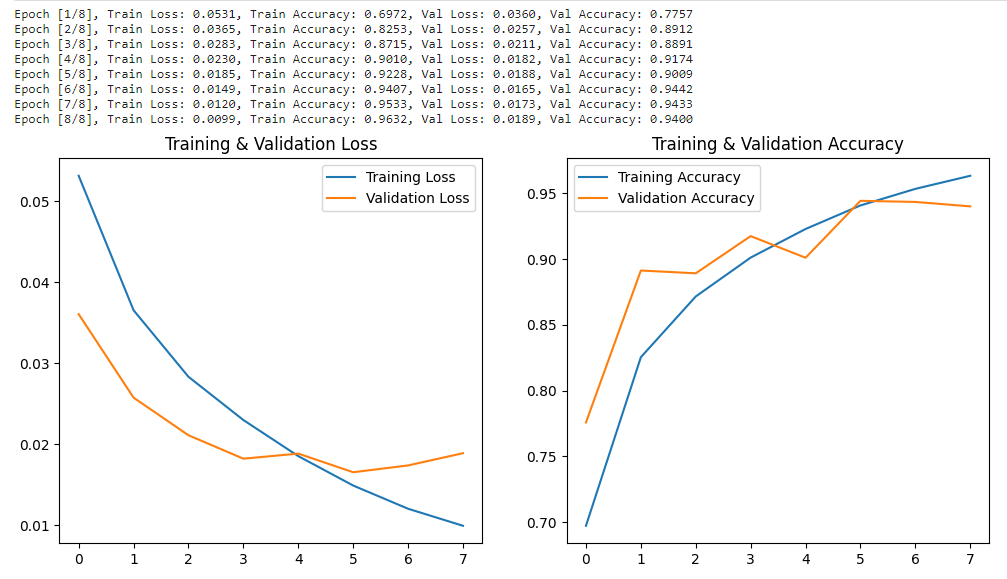 Epoch [1/8], Train Loss: 0.0531, Train Accuracy: 0.6972, Val Loss: 0.0360, Val Accuracy: 0.7757
Epoch [2/8], Train Loss: 0.0365, Train Accuracy: 0.8253, Val Loss: 0.0257, Val Accuracy: 0.8912
Epoch [3/8], Train Loss: 0.0283, Train Accuracy: 0.8715, Val Loss: 0.0211, Val Accuracy: 0.8891
Epoch [4/8], Train Loss: 0.0230, Train Accuracy: 0.9010, Val Loss: 0.0182, Val Accuracy: 0.9174
Epoch [5/8], Train Loss: 0.0185, Train Accuracy: 0.9228, Val Loss: 0.0188, Val Accuracy: 0.9009
Epoch [6/8], Train Loss: 0.0149, Train Accuracy: 0.9407, Val Loss: 0.0165, Val Accuracy: 0.9442
Epoch [7/8], Train Loss: 0.0120, Train Accuracy: 0.9533, Val Loss: 0.0173, Val Accuracy: 0.9433
Epoch [8/8], Train Loss: 0.0099, Train Accuracy: 0.9632, Val Loss: 0.0189, Val Accuracy: 0.9400
Training & Validation Loss
Training Loss
Validation Loss
0.05
0.04
0.03
0.02
0.01
0 1 2 3 4 5 6 7
Training & Validation Accuracy
Training Accuracy
Validation Accuracy
0.95
0.90
0.85
0.80
0.75
0.70
0 1 2 3 4 5 6 7